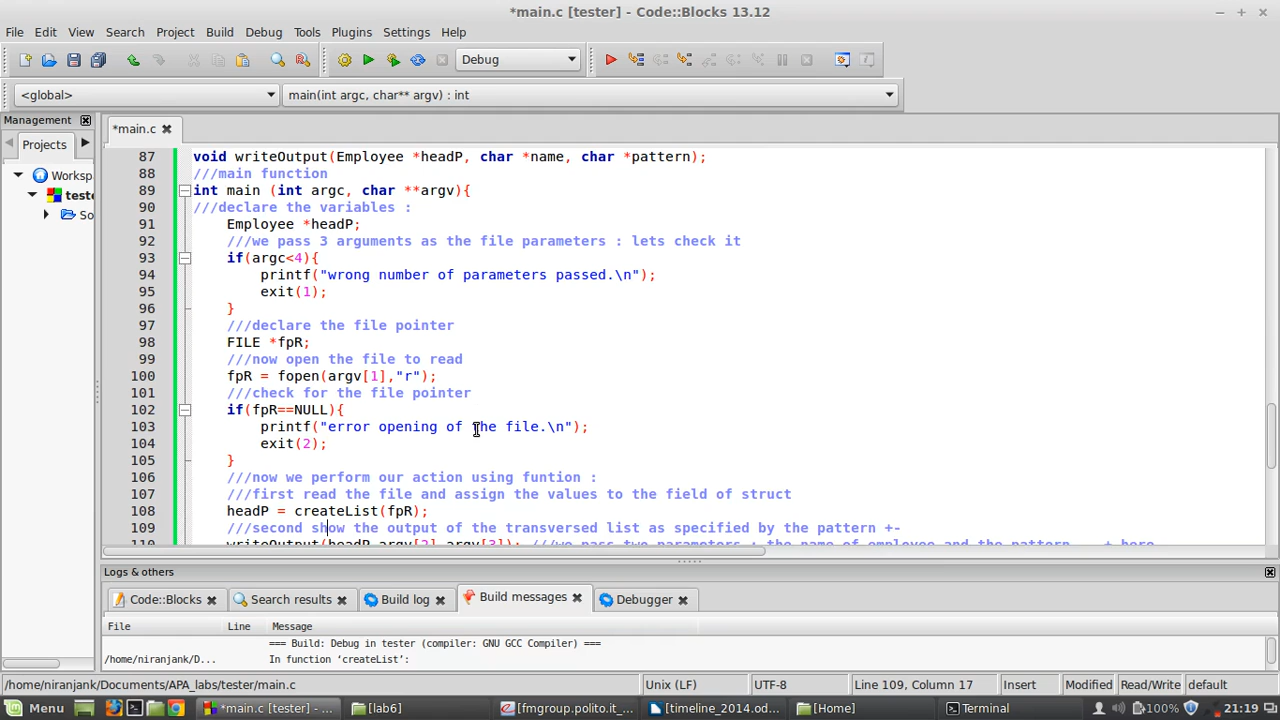 *main.c [tester] - Code::Blocks 13.12
File Edit View Search Project Build Debug Tools Plugins Settings Help
Debug
<global> main(int argc, char** argv) : int
Management *main.c
Projects
Worksp
teste
So
87 void writeOutput(Employee *headP, char *name, char *pattern);
88 ///main function
89 int main (int argc, char **argv){
90 ///declare the variables :
91 Employee *headP;
92 ///we pass 3 arguments as the file parameters : lets check it
93 if(argc<4){
94 printf("wrong number of parameters passed.\n");
95 exit(1);
96 }
97 ///declare the file pointer
98 FILE *fpR;
99 ///now open the file to read
100 fpR = fopen(argv[1],"r");
101 ///check for the file pointer
102 if(fpR==NULL){
103 printf("error opening of the file.\n");
104 exit(2);
105 }
106 ///now we perform our action using funtion :
107 ///first read the file and assign the values to the field of struct
108 headP = createList(fpR);
109 ///second show the output of the transversed list as specified by the pattern +-
110 writeOutput(headP,argv[2],argv[3]); ///we pass two parameters : the name of employee and the pattern
Logs & others
Code::Blocks Search results Build log Build messages Debugger
File Line Message
=== Build: Debug in tester (compiler: GNU GCC Compiler) ===
/home/niranjank/D... In function ‘createList’:
/home/niranjank/Documents/APA_labs/tester/main.c Unix (LF) UTF-8 Line 109, Column 17 Insert Modified Read/Write default
Menu *main.c [tester] - ... [lab6] [fmgroup.polito.it_... [timeline_2014.od... [Home] Terminal 100% 21:19